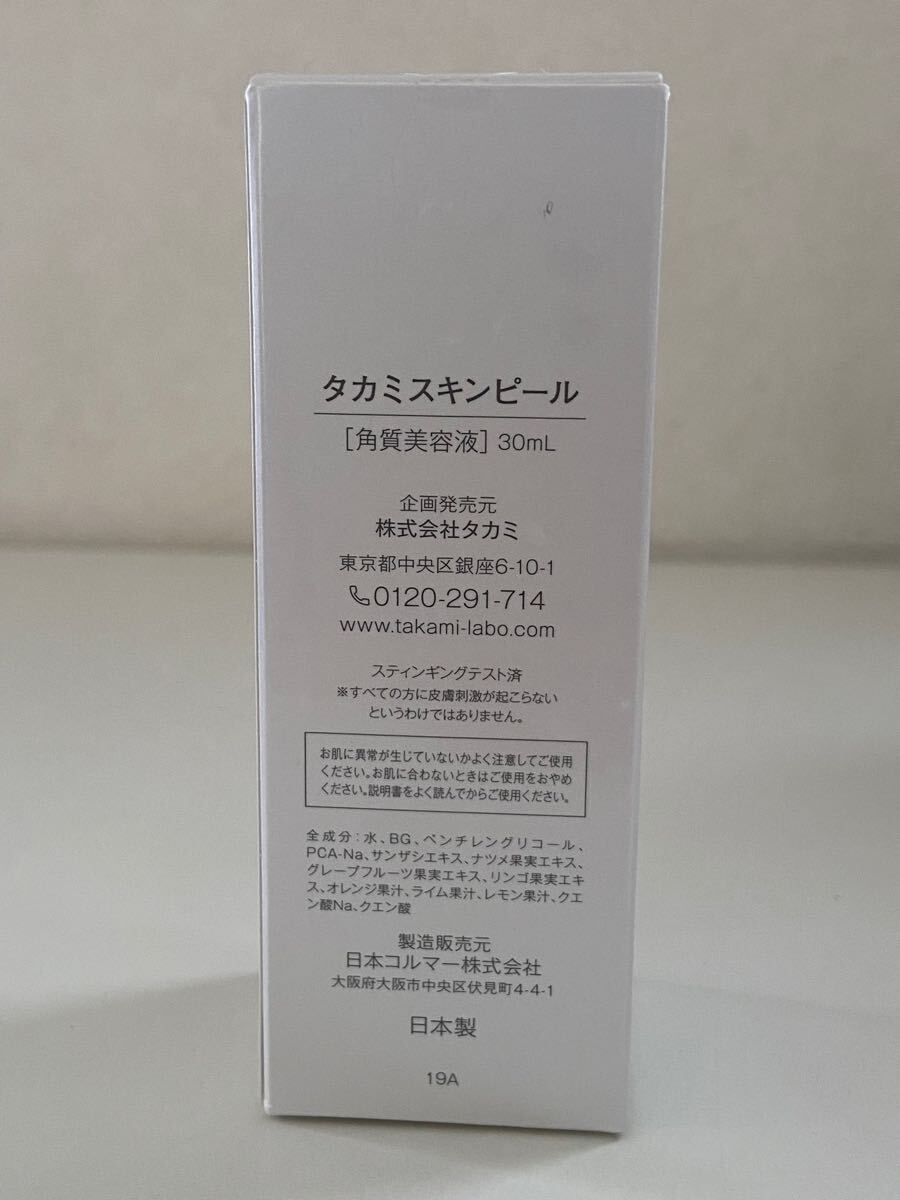 タカミスキンピール
[角質美容液] 30mL
企画発売元
株式会社タカミ
東京都中央区銀座6-10-1
0120-291-714
www.takami-labo.com
スティンギングテスト済
※すべての方に皮膚刺激が起こらない
というわけではありません。
お肌に異常が生じていないかよく注意してご使用
ください。お肌に合わないときはご使用をおやめ
ください。説明書をよく読んでからご使用ください。
全成分:水、BG、ペンチレングリコール、
PCA-Na、サンザシエキス、ナツメ果実エキス、
グレープフルーツ果実エキス、リンゴ果実エキ
ス、オレンジ果汁、ライム果汁、レモン果汁、クエ
ン酸Na、クエン酸
製造販売元
日本コルマー株式会社
大阪府大阪市中央区伏見町4-4-1
日本製
19A